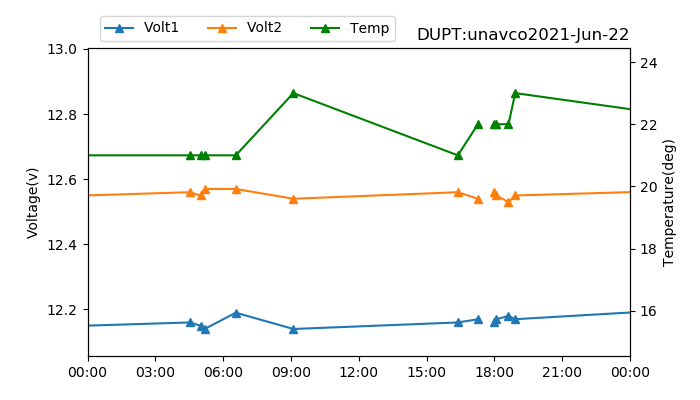 Volt1 Volt2 Temp
DUPT:unavco2021-Jun-22
13.0
12.8
12.6
12.4
12.2
Voltage(v)
24
22
20
18
16
Temperature(deg)
00:00 03:00 06:00 09:00 12:00 15:00 18:00 21:00 00:00